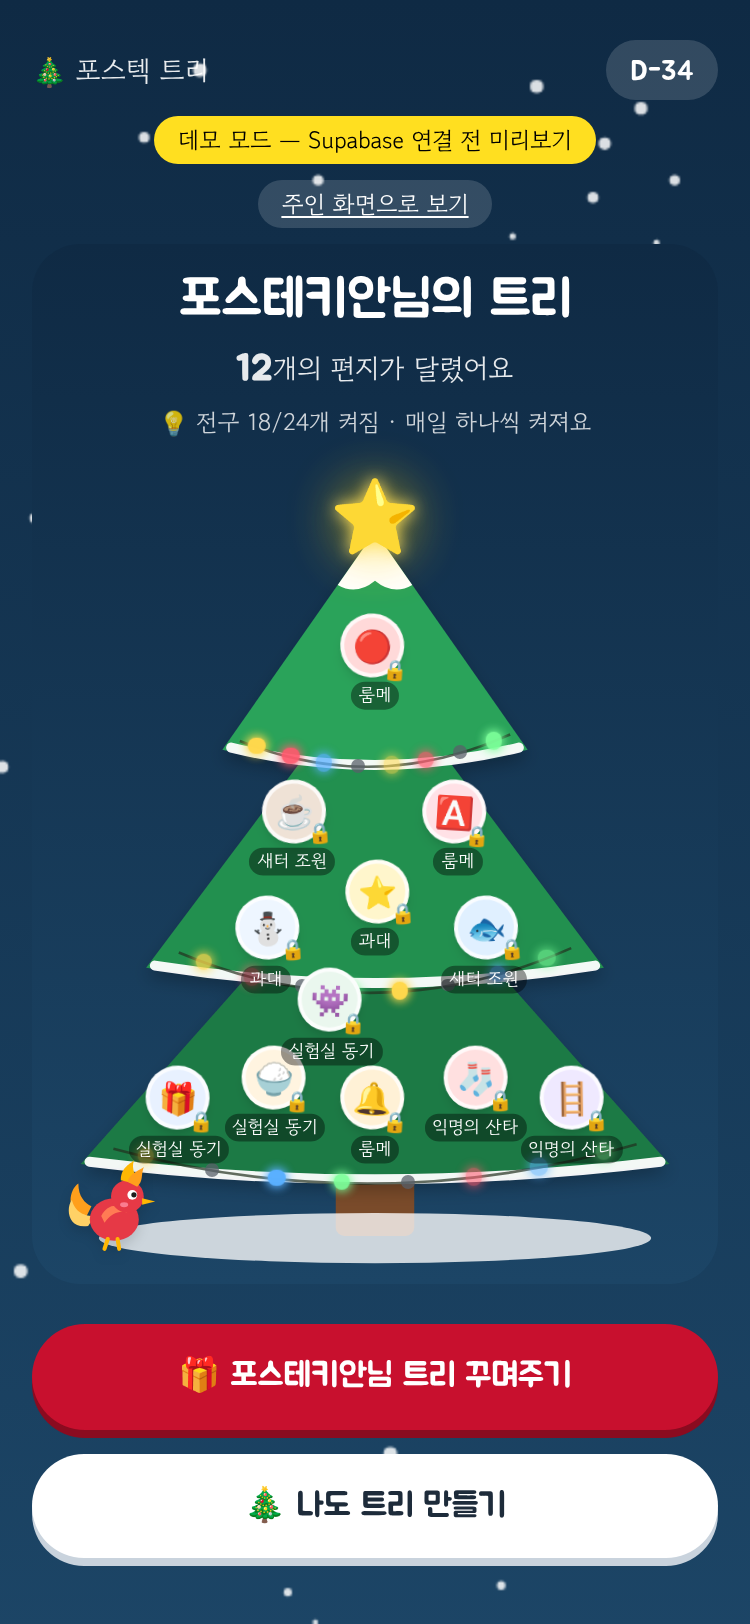 포스텍 트리
D-34
데모 모드 — Supabase 연결 전 미리보기
주인 화면으로 보기
포스테키안님의 트리
12개의 편지가 달렸어요
전구 18/24개 켜짐 · 매일 하나씩 켜져요
룸메
A
새터 조원
룸메
과대
과대
새터 조원
실험실 동기
실험실 동기
익명의 산타
실험실 동기
룸메
익명의 산타
포스테키안님 트리 꾸며주기
나도 트리 만들기